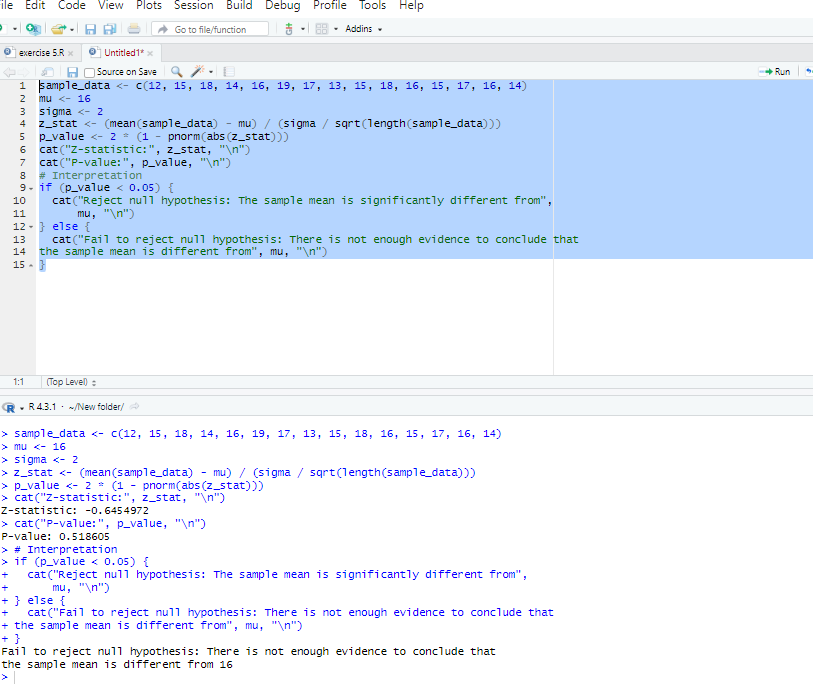 ile Edit Code View Plots Session Build Debug Profile Tools Help
Go to file/function Addins
exercise 5.R Untitled1*
Source on Save Run
1 sample_data <- c(12, 15, 18, 14, 16, 19, 17, 13, 15, 18, 16, 15, 17, 16, 14)
2 mu <- 16
3 sigma <- 2
4 z_stat <- (mean(sample_data) - mu) / (sigma / sqrt(length(sample_data)))
5 p_value <- 2 * (1 - pnorm(abs(z_stat)))
6 cat("Z-statistic:", z_stat, "\n")
7 cat("P-value:", p_value, "\n")
8 # Interpretation
9 if (p_value < 0.05) {
10 cat("Reject null hypothesis: The sample mean is significantly different from",
11 mu, "\n")
12 } else {
13 cat("Fail to reject null hypothesis: There is not enough evidence to conclude that
14 the sample mean is different from", mu, "\n")
15 }
1:1 (Top Level)
R 4.3.1 · ~/New folder/
> sample_data <- c(12, 15, 18, 14, 16, 19, 17, 13, 15, 18, 16, 15, 17, 16, 14)
> mu <- 16
> sigma <- 2
> z_stat <- (mean(sample_data) - mu) / (sigma / sqrt(length(sample_data)))
> p_value <- 2 * (1 - pnorm(abs(z_stat)))
> cat("Z-statistic:", z_stat, "\n")
Z-statistic: -0.6454972
> cat("P-value:", p_value, "\n")
P-value: 0.518605
> # Interpretation
> if (p_value < 0.05) {
+ cat("Reject null hypothesis: The sample mean is significantly different from",
+ mu, "\n")
+ } else {
+ cat("Fail to reject null hypothesis: There is not enough evidence to conclude that
+ the sample mean is different from", mu, "\n")
+ }
Fail to reject null hypothesis: There is not enough evidence to conclude that
the sample mean is different from 16
>